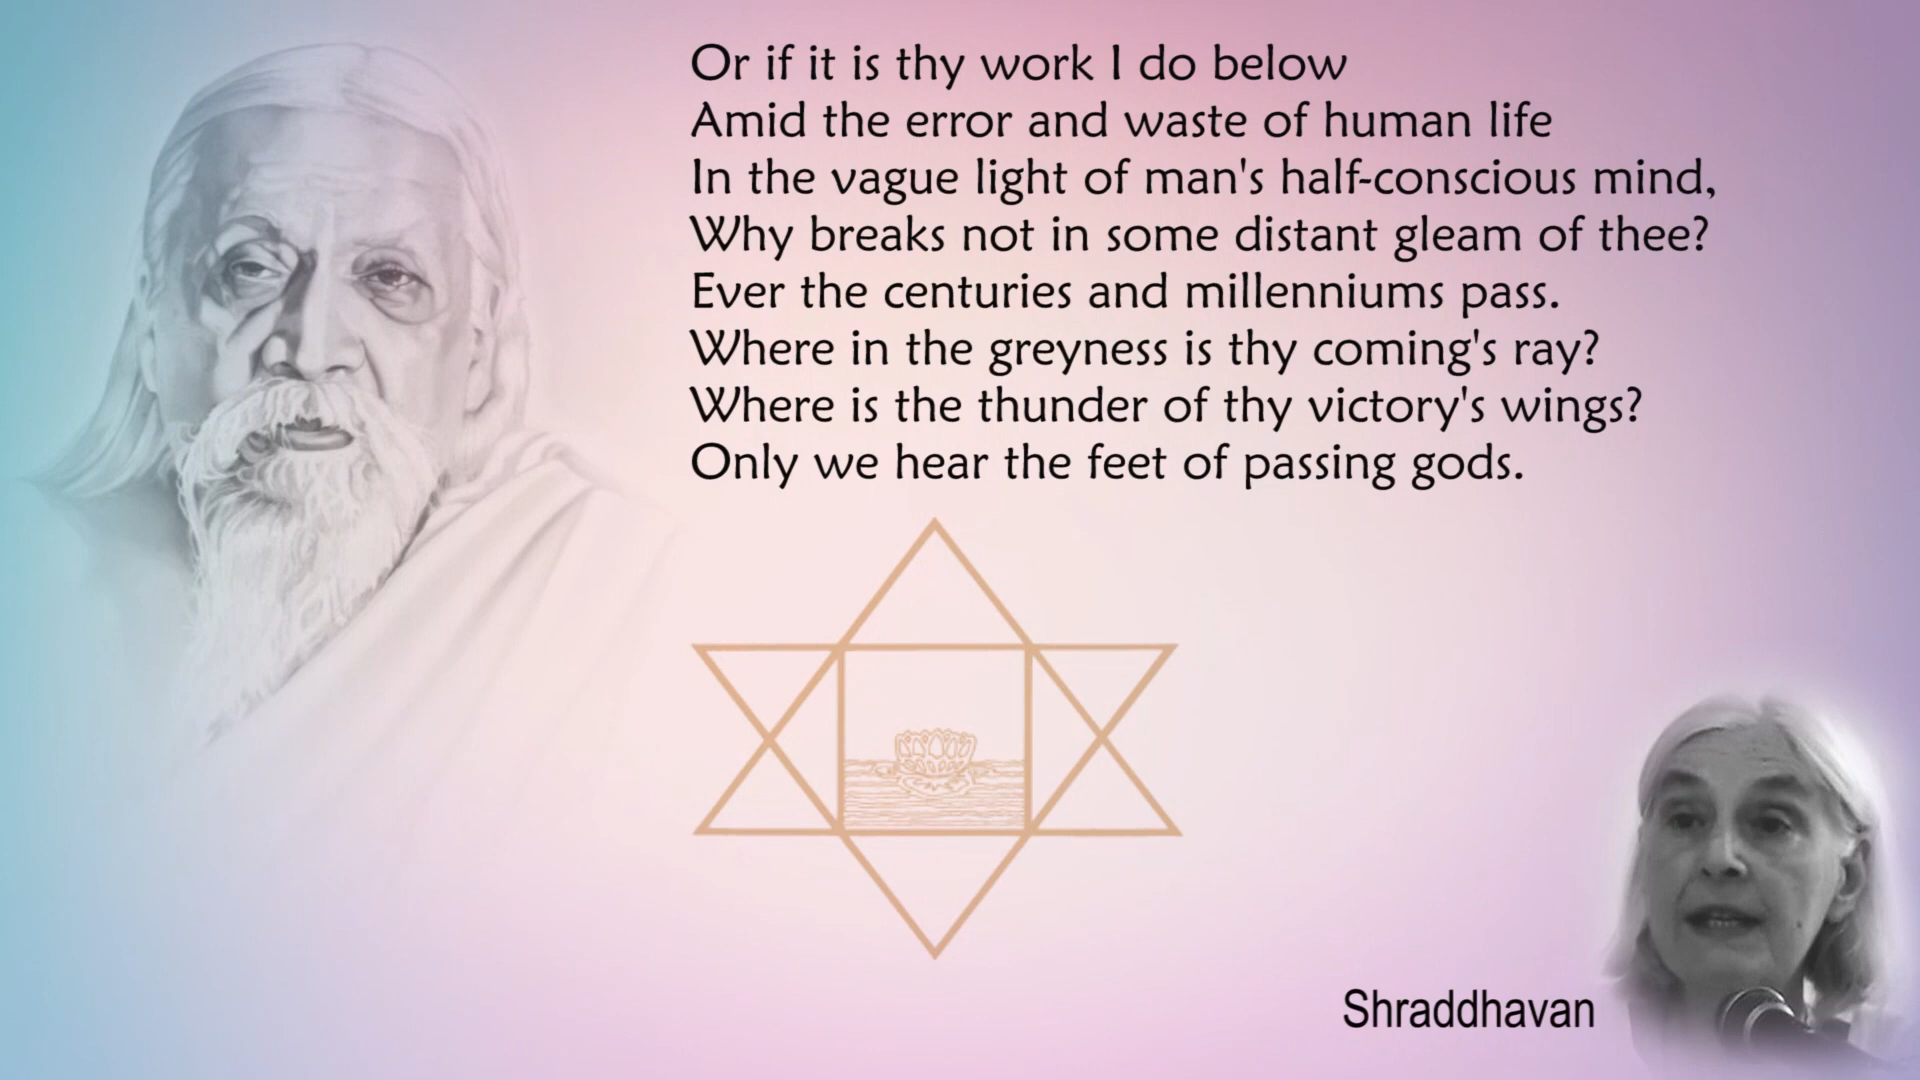 Or if it is thy work I do below
Amid the error and waste of human life
In the vague light of man's half-conscious mind,
Why breaks not in some distant gleam of thee?
Ever the centuries and millenniums pass.
Where in the greyness is thy coming's ray?
Where is the thunder of thy victory's wings?
Only we hear the feet of passing gods.
Shraddhavan